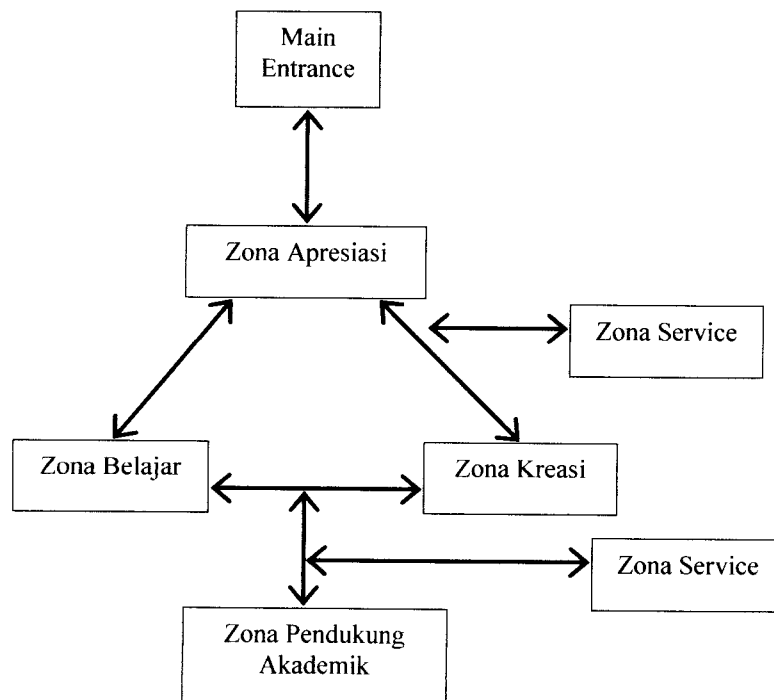 Main
Entrance
Zona Apresiasi
Zona Service
Zona Belajar
Zona Kreasi
Zona Service
Zona Pendukung
Akademik